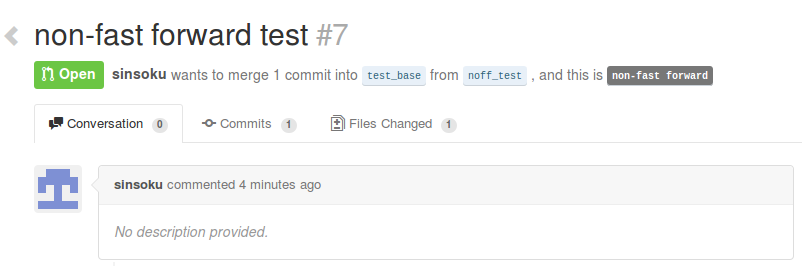 non-fast forward test #7
Open sinsoku wants to merge 1 commit into test_base from noff_test , and this is non-fast forward
Conversation 0 Commits 1 Files Changed 1
sinsoku commented 4 minutes ago
No description provided.